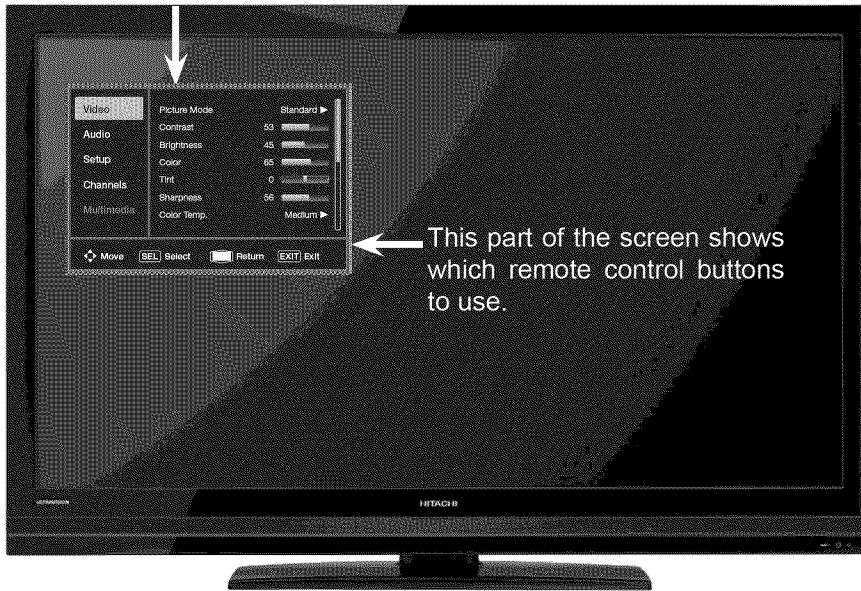 Video
Audio
Setup
Channels
Multimedia
Picture Mode Standard ▶
Contrast 53
Brightness 45
Color 65
Tint 0
Sharpness 56
Color Temp. Medium ▶
Move SEL Select Return EXIT Exit
This part of the screen shows
which remote control buttons
to use.
ULTRAVISION
HITACHI